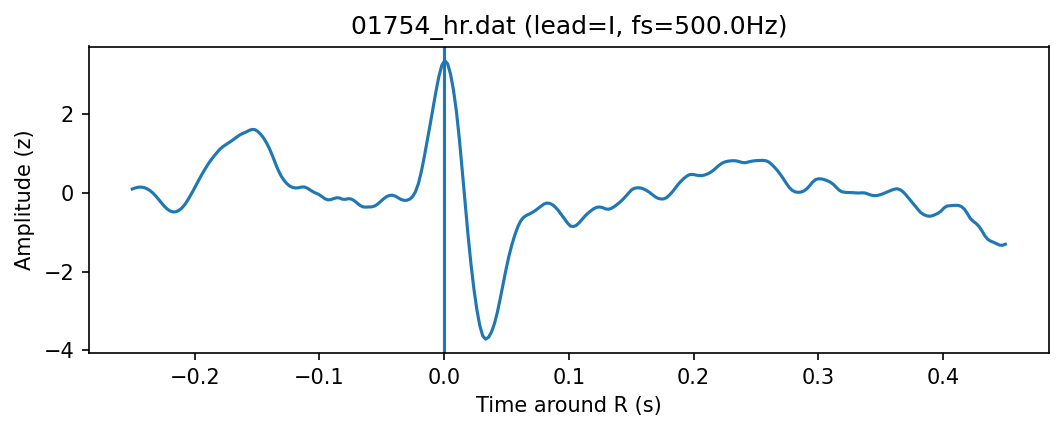 01754_hr.dat (lead=I, fs=500.0Hz)
Amplitude (z)
2
0
−2
−4
−0.2 −0.1 0.0 0.1 0.2 0.3 0.4
Time around R (s)